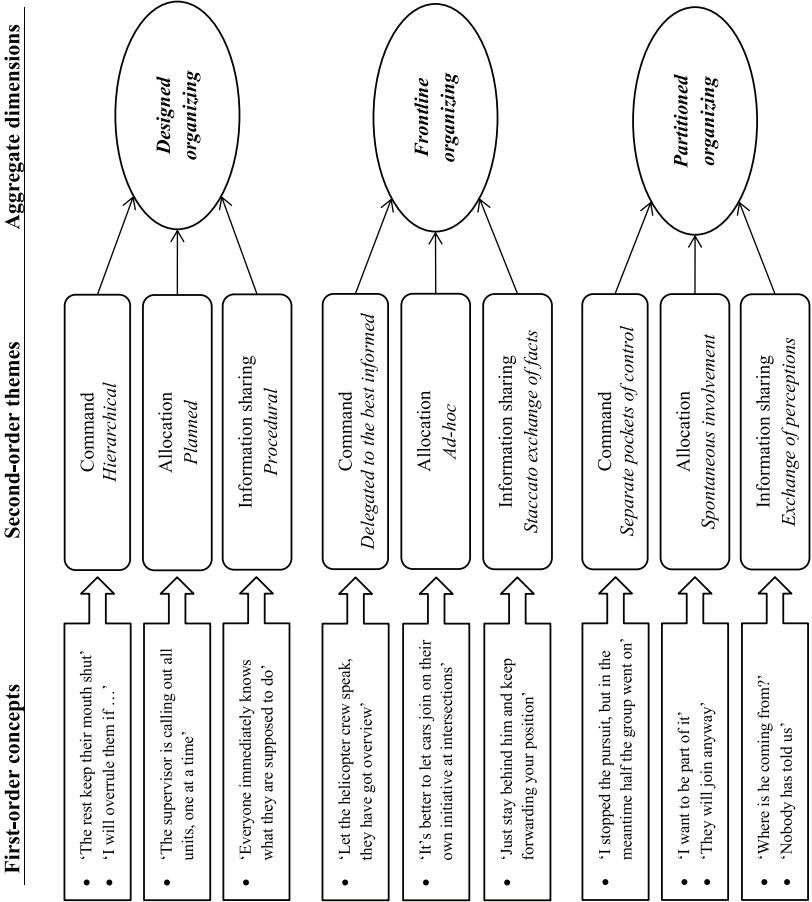 First-order concepts
Second-order themes
Aggregate dimensions
• ‘The rest keep their mouth shut’
• ‘I will overrule them if …’
Command
Hierarchical
• ‘The supervisor is calling out all
units, one at a time’
Allocation
Planned
• ‘Everyone immediately knows
what they are supposed to do’
Information sharing
Procedural
Designed
organizing
• ‘Let the helicopter crew speak,
they have got overview’
Command
Delegated to the best informed
• ‘It’s better to let cars join on their
own initiative at intersections’
Allocation
Ad-hoc
• ‘Just stay behind him and keep
forwarding your position’
Information sharing
Staccato exchange of facts
Frontline
organizing
• ‘I stopped the pursuit, but in the
meantime half the group went on’
Command
Separate pockets of control
• ‘I want to be part of it’
• ‘They will join anyway’
Allocation
Spontaneous involvement
• ‘Where is he coming from?’
• ‘Nobody has told us’
Information sharing
Exchange of perceptions
Partitioned
organizing